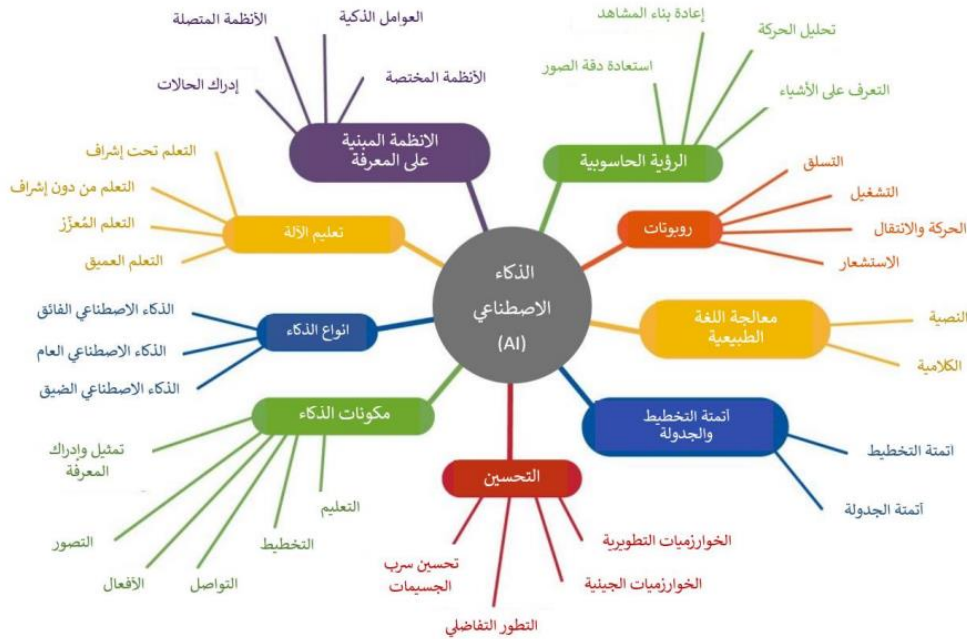 الذكاء
الاصطناعي
(AI)
الرؤية الحاسوبية
إعادة بناء المشاهد
تحليل الحركة
استعادة دقة الصور
التعرف على الأشياء
روبوتات
التسلق
التشغيل
الحركة والانتقال
الاستشعار
معالجة اللغة
الطبيعية
النصية
الكلامية
آتمتة التخطيط
والجدولة
اتمتة التخطيط
آتمتة الجدولة
التحسين
الخوارزميات التطويرية
الخوارزميات الجينية
التطور التفاضلي
تحسين سرب
الجسيمات
مكونات الذكاء
التعليم
التخطيط
التواصل
الأفعال
التصور
تمثيل وإدراك
المعرفة
انواع الذكاء
الذكاء الاصطناعي الفائق
الذكاء الاصطناعي العام
الذكاء الاصطناعي الضيق
تعليم الآلة
التعلم تحت إشراف
التعلم من دون إشراف
التعلم المُعزّز
التعلم العميق
الانظمة المبنية
على المعرفة
العوامل الذكية
الأنظمة المتصلة
الأنظمة المختصة
إدراك الحالات